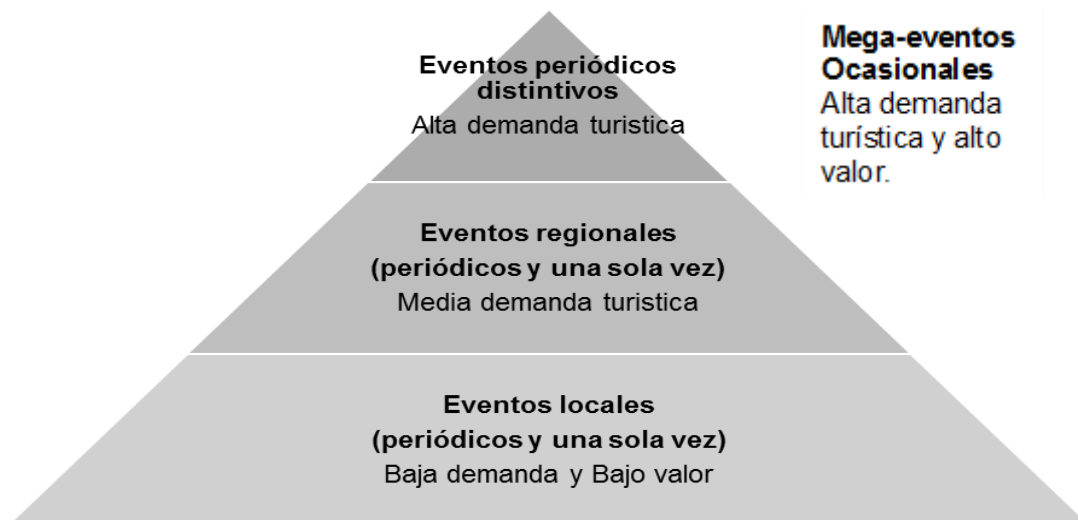 Eventos periódicos
distintivos
Alta demanda turistica
Eventos regionales
(periódicos y una sola vez)
Media demanda turistica
Eventos locales
(periódicos y una sola vez)
Baja demanda y Bajo valor
Mega-eventos
Ocasionales
Alta demanda
turística y alto
valor.